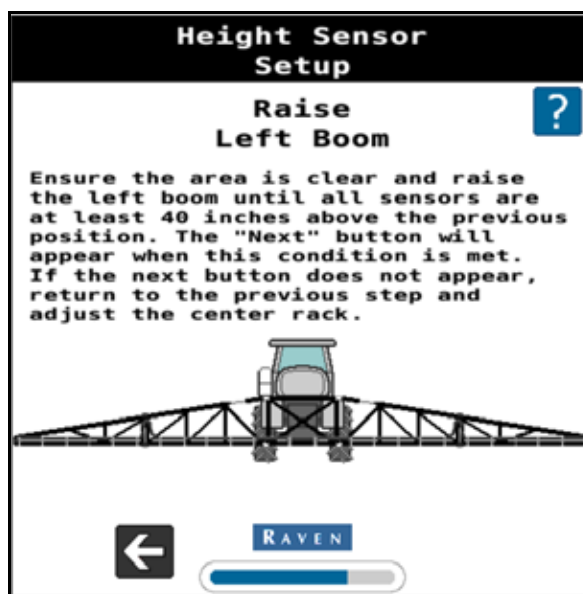 Height Sensor
Setup
Raise
Left Boom
?
Ensure the area is clear and raise
the left boom until all sensors are
at least 40 inches above the previous
position. The "Next" button will
appear when this condition is met.
If the next button does not appear,
return to the previous step and
adjust the center rack.
RAVEN